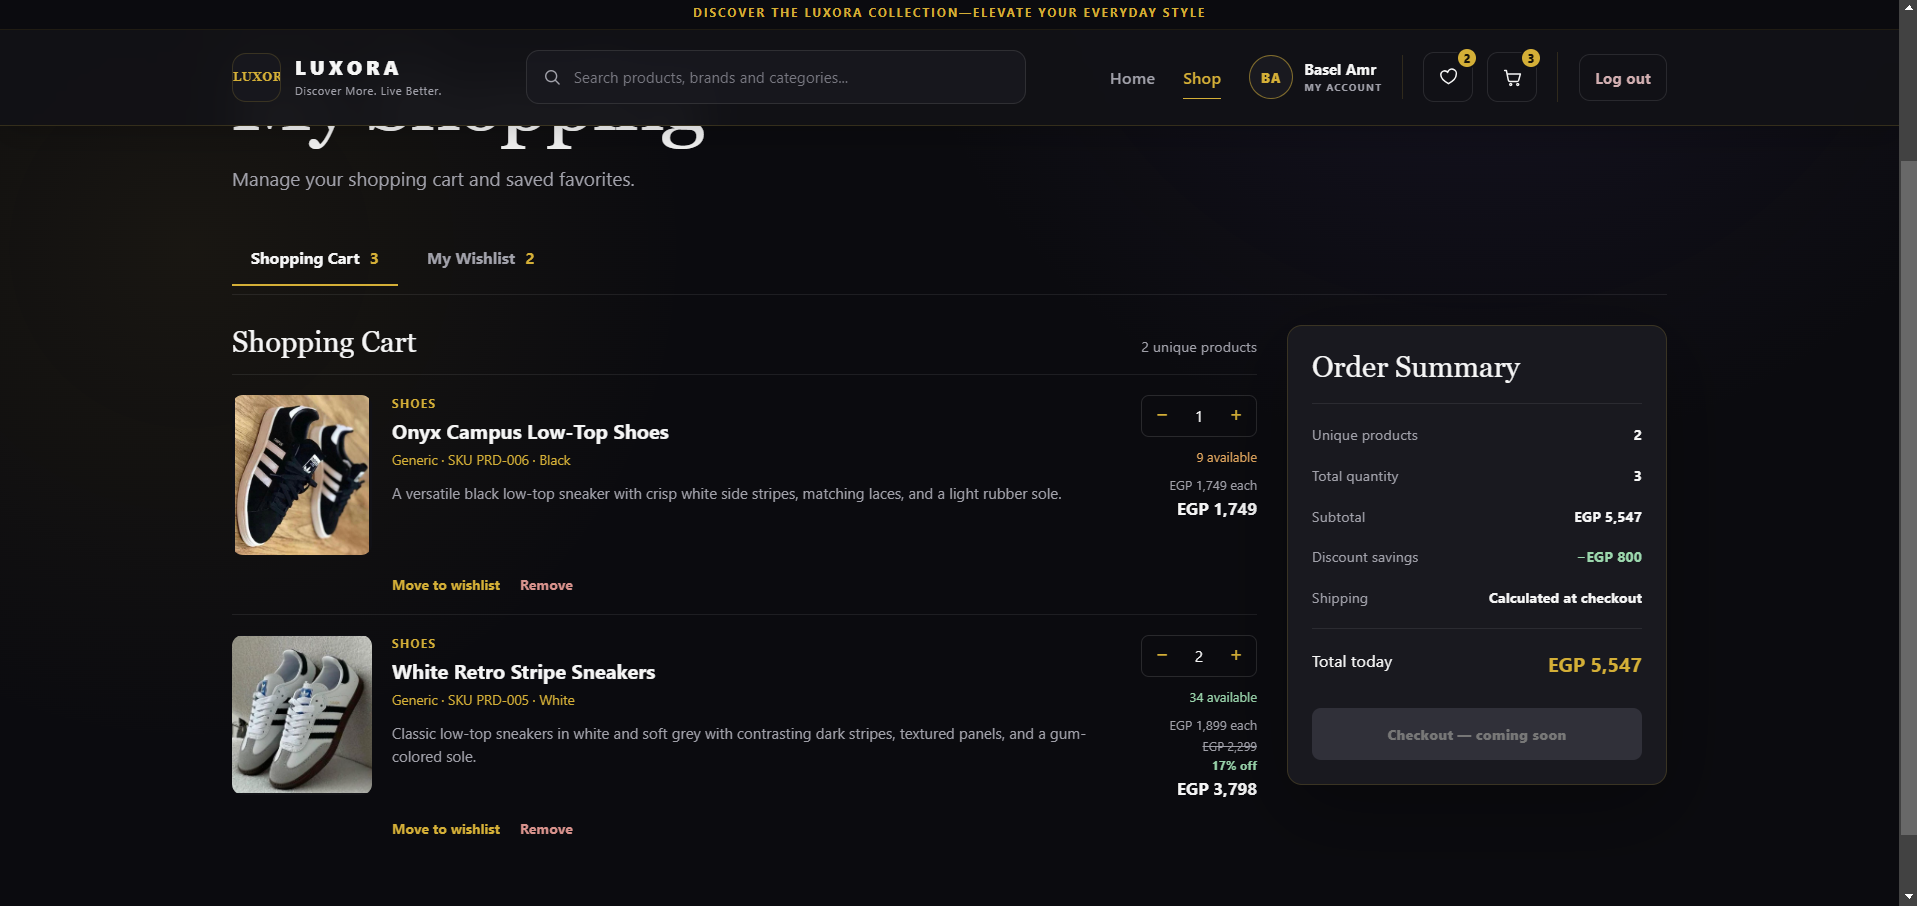 DISCOVER THE LUXORA COLLECTION—ELEVATE YOUR EVERYDAY STYLE
LUXOR
LUXORA
Discover More. Live Better.
Search products, brands and categories...
Home
Shop
BA
Basel Amr
MY ACCOUNT
2
3
Log out
My Shopping
Manage your shopping cart and saved favorites.
Shopping Cart 3
My Wishlist 2
Shopping Cart
2 unique products
SHOES
Onyx Campus Low-Top Shoes
Generic · SKU PRD-006 · Black
A versatile black low-top sneaker with crisp white side stripes, matching laces, and a light rubber sole.
− 1 +
9 available
EGP 1,749 each
EGP 1,749
Move to wishlist Remove
SHOES
White Retro Stripe Sneakers
Generic · SKU PRD-005 · White
Classic low-top sneakers in white and soft grey with contrasting dark stripes, textured panels, and a gum-
colored sole.
− 2 +
34 available
EGP 1,899 each
EGP 2,299
17% off
EGP 3,798
Move to wishlist Remove
Order Summary
Unique products 2
Total quantity 3
Subtotal EGP 5,547
Discount savings −EGP 800
Shipping Calculated at checkout
Total today EGP 5,547
Checkout — coming soon